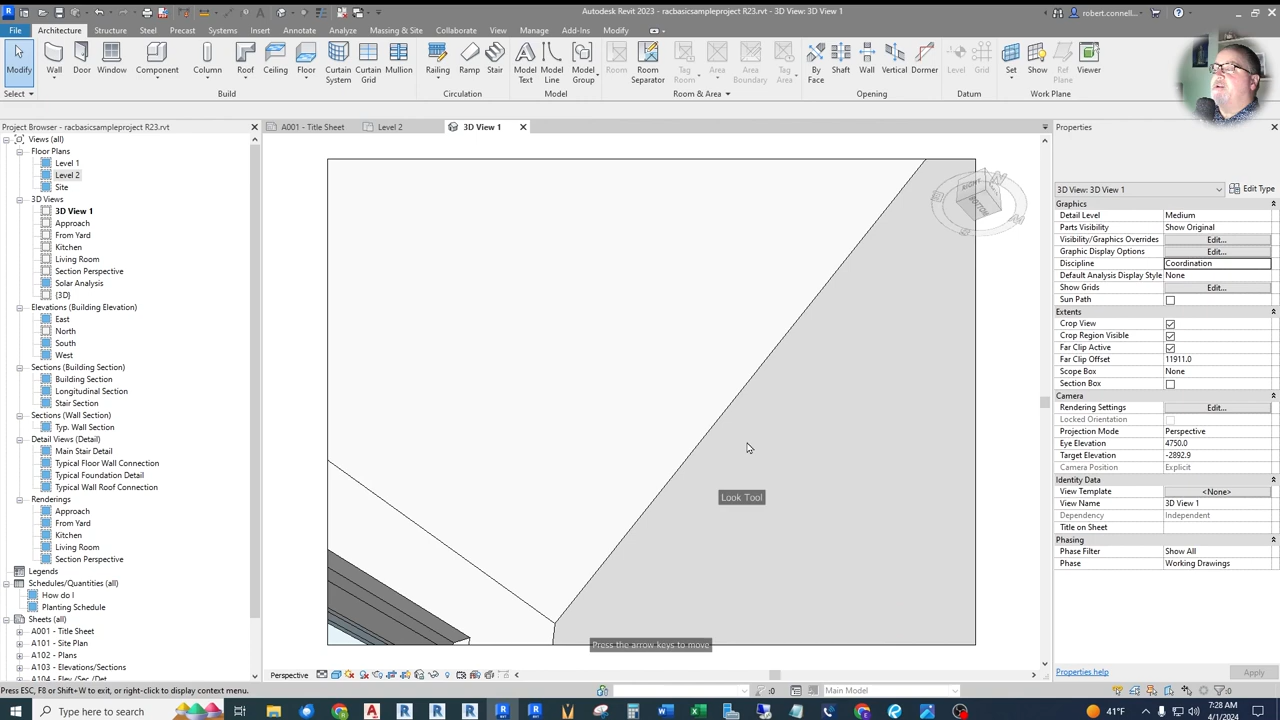 Autodesk Revit 2023 - racbasicsampleproject R23.rvt - 3D View: 3D View 1
robert.connell...
File Architecture Structure Steel Precast Systems Insert Annotate Analyze Massing & Site Collaborate View Manage Add-Ins Modify
Modify Wall Door Window Component Column Roof Ceiling Floor Curtain System Curtain Grid Mullion Railing Ramp Stair Model Text Model Line Model Group Room Room Separator Tag Room Area Area Boundary Tag Area By Face Shaft Wall Vertical Dormer Level Grid Set Show Ref Plane Viewer
Select Build Circulation Model Room & Area Opening Datum Work Plane
Project Browser - racbasicsampleproject R23.rvt
A001 - Title Sheet Level 2 3D View 1
Properties
Views (all)
Floor Plans
Level 1
Level 2
Site
3D Views
3D View 1
Approach
From Yard
Kitchen
Living Room
Section Perspective
Solar Analysis
{3D}
Elevations (Building Elevation)
East
North
South
West
Sections (Building Section)
Building Section
Longitudinal Section
Stair Section
Sections (Wall Section)
Typ. Wall Section
Detail Views (Detail)
Main Stair Detail
Typical Floor Wall Connection
Typical Foundation Detail
Typical Wall Roof Connection
Renderings
Approach
From Yard
Kitchen
Living Room
Section Perspective
Legends
Schedules/Quantities (all)
How do I
Planting Schedule
Sheets (all)
A001 - Title Sheet
A101 - Site Plan
A102 - Plans
A103 - Elevations/Sections
A104 - Elev./Sec./Det...
RIGHT
BOTTOM
Look Tool
Press the arrow keys to move
3D View: 3D View 1 Edit Type
Graphics
Detail Level Medium
Parts Visibility Show Original
Visibility/Graphics Overrides Edit...
Graphic Display Options Edit...
Discipline Coordination
Default Analysis Display Style None
Show Grids Edit...
Sun Path
Extents
Crop View
Crop Region Visible
Far Clip Active
Far Clip Offset 11911.0
Scope Box None
Section Box
Camera
Rendering Settings Edit...
Locked Orientation
Projection Mode Perspective
Eye Elevation 4750.0
Target Elevation -2892.9
Camera Position Explicit
Identity Data
View Template <None>
View Name 3D View 1
Dependency Independent
Title on Sheet
Phasing
Phase Filter Show All
Phase Working Drawings
Properties help Apply
Perspective
Press ESC, F8 or Shift+W to exit, or right-click to display context menu.
:0 Main Model :0
Type here to search
41°F
7:28 AM
4/1/2024